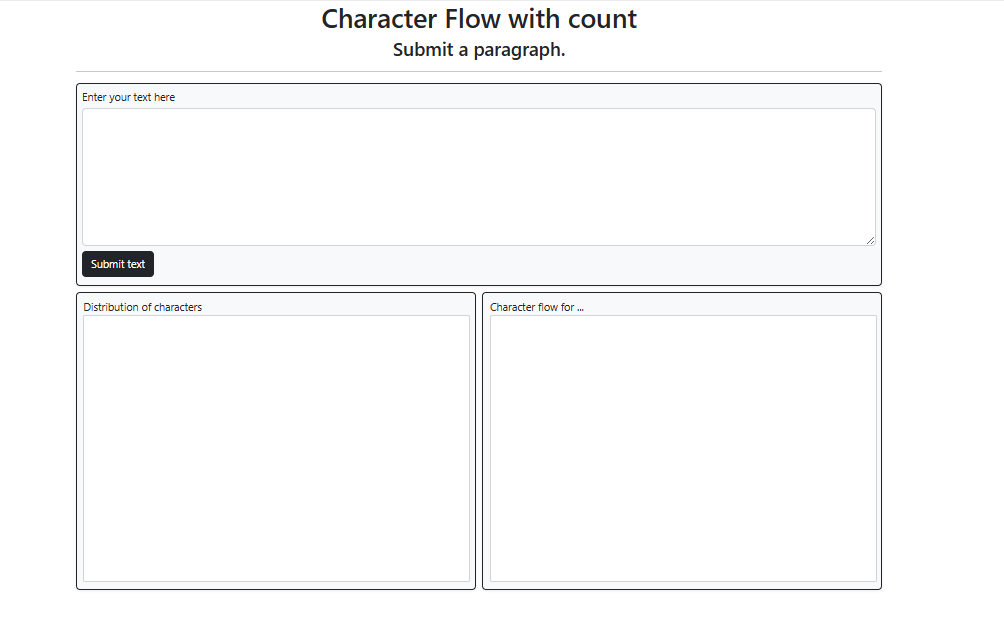 Character Flow with count
Submit a paragraph.
Enter your text here
Submit text
Distribution of characters
Character flow for ...